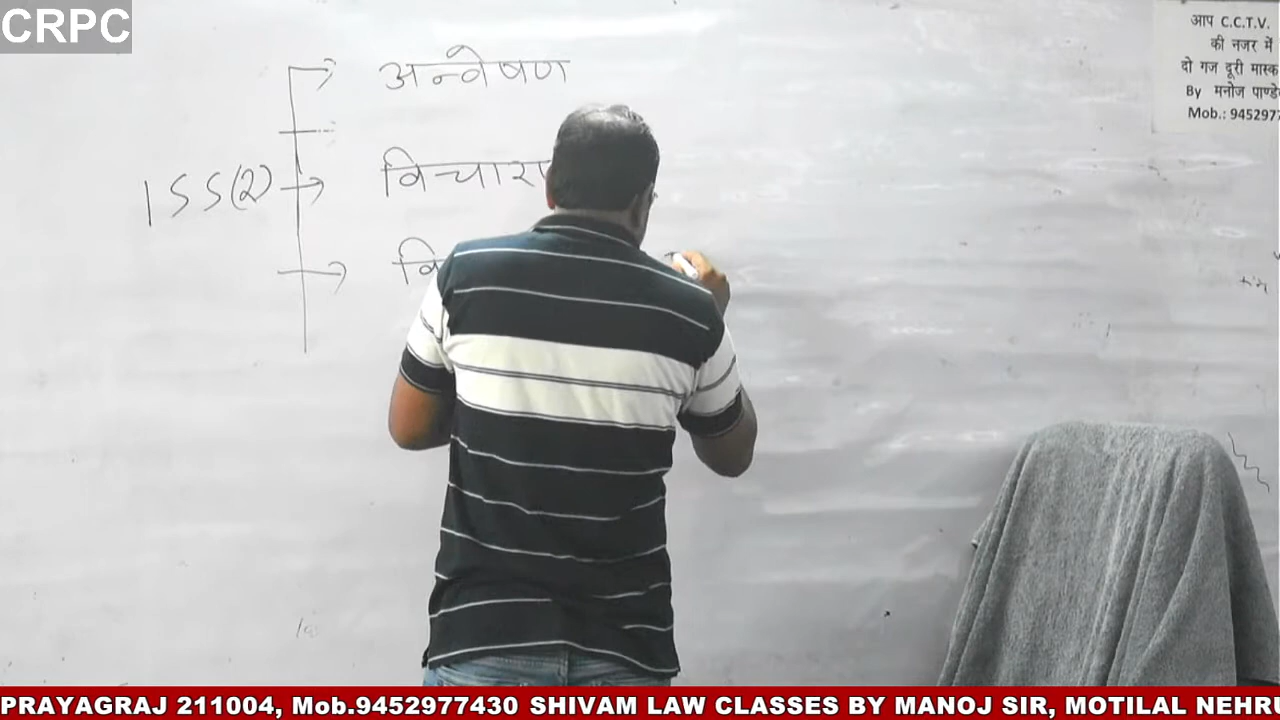 CRPC
आप C.C.T.V.
की नजर में
दो गज दूरी मास्क
By मनोज पाण्डे
Mob.: 945297
अन्वेषण
155(2)
PRAYAGRAJ 211004, Mob.9452977430 SHIVAM LAW CLASSES BY MANOJ SIR, MOTILAL NEHRU